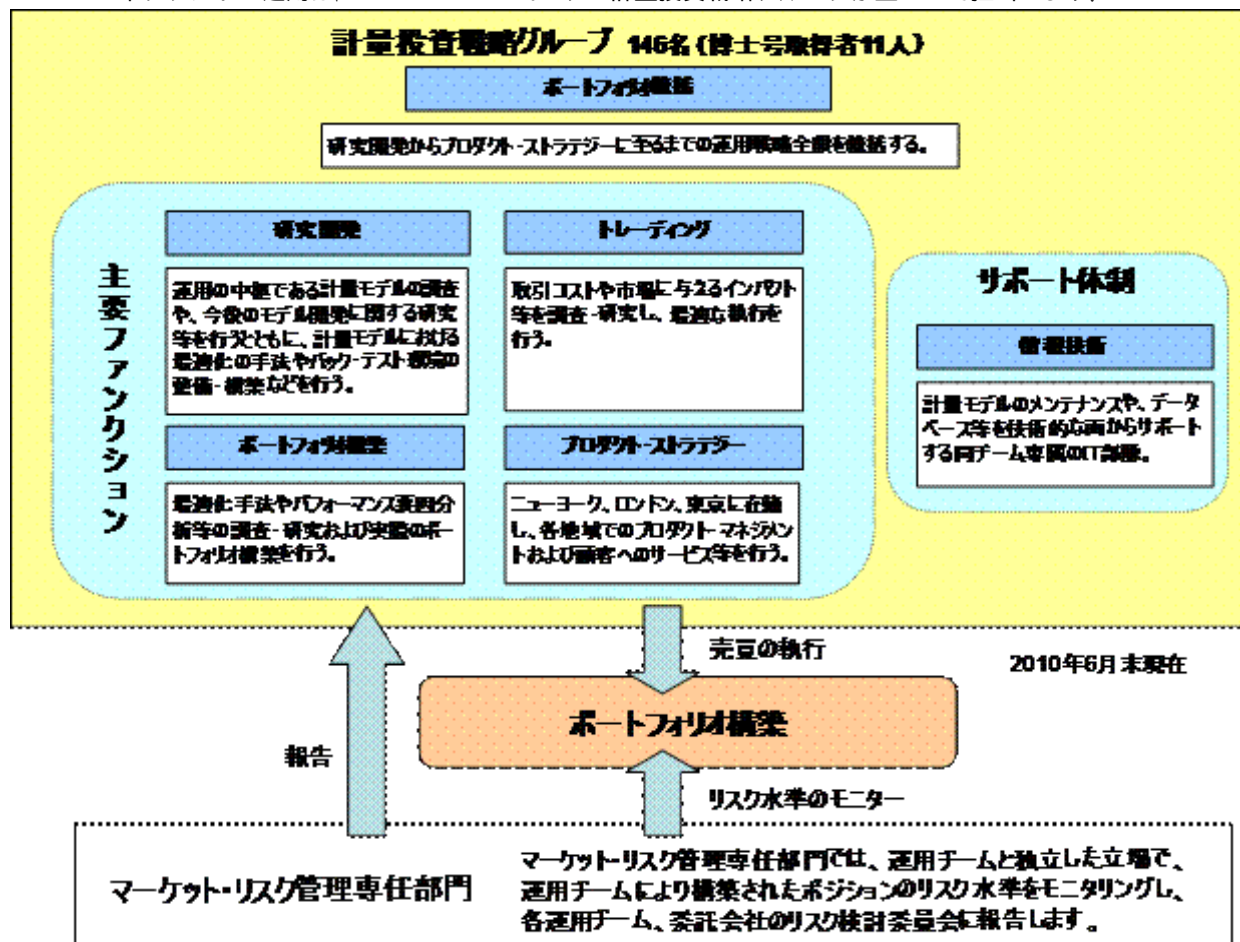 計量投資戦略グループ 146名（博士号取得者11人）
ポートフォリオ統括
研究開発からプロダクト・ストラテジーに至るまでの運用戦略全般を統括する。
主要ファンクション
研究開発
運用の中枢である計量モデルの調査
や、今後のモデル開発に関する研究
等を行うとともに、計量モデルにおける
最適化の手法やバック・テスト環境の
整備・構築などを行う。
トレーディング
取引コストや市場に与えるインパクト
等を調査・研究し、最適な執行を
行う。
ポートフォリオ構築
最適化手法やパフォーマンス要因分
析等の調査・研究および実際のポー
トフォリオ構築を行う。
プロダクト・ストラテジー
ニューヨーク、ロンドン、東京に在籍
し、各地域でのプロダクト・マネジメン
トおよび顧客へのサービス等を行う。
サポート体制
情報技術
計量モデルのメンテナンスや、データ
ベース等を技術的な面からサポート
する同チーム専属のIT部隊。
売買の執行
2010年6月末現在
ポートフォリオ構築
報告
リスク水準のモニター
マーケット・リスク管理専任部門
マーケット・リスク管理専任部門では、運用チームと独立した立場で、
運用チームにより構築されたポジションのリスク水準をモニタリングし、
各運用チーム、委託会社のリスク検討委員会に報告します。